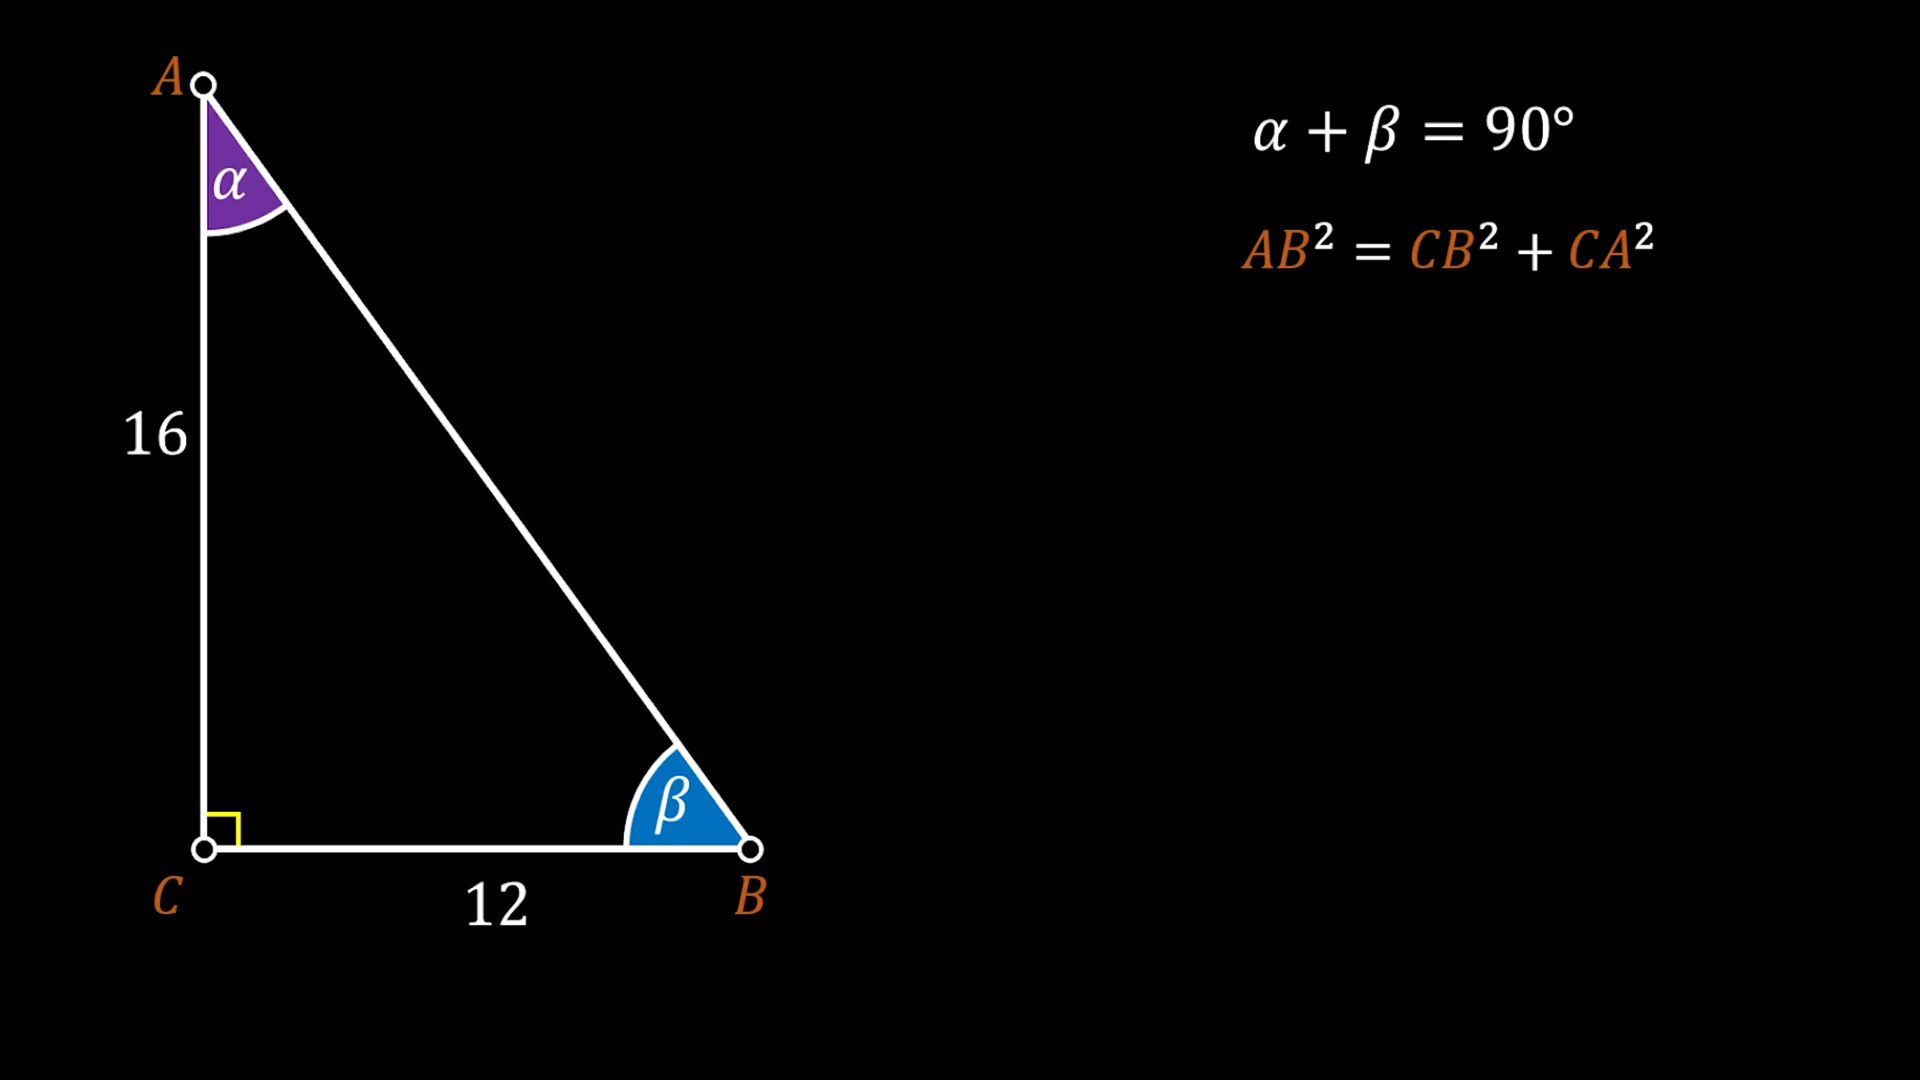 A
α + β = 90°
α
AB² = CB² + CA²
16
β
C
12
B